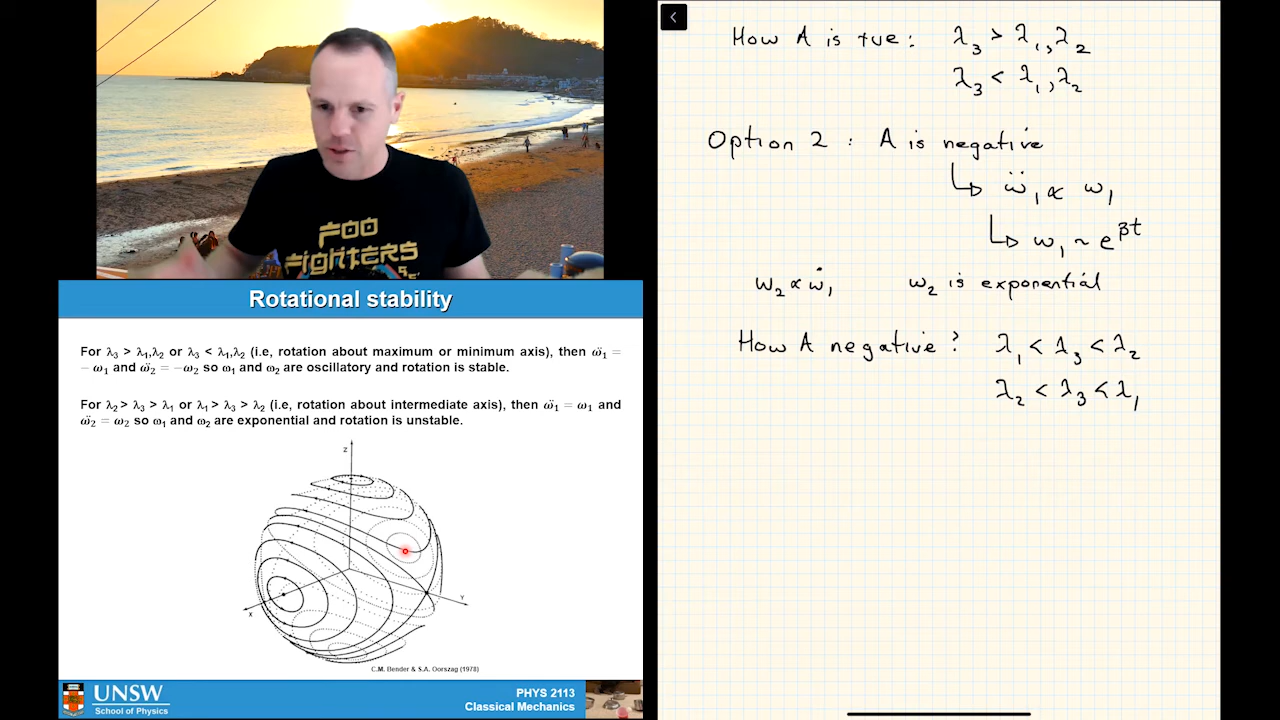 FOO
FIGHTERS
Rotational stability
For λ₃ > λ₁,λ₂ or λ₃ < λ₁,λ₂ (i.e, rotation about maximum or minimum axis), then ω̈₁ =
− ω₁ and ω̈₂ = −ω₂ so ω₁ and ω₂ are oscillatory and rotation is stable.
For λ₂ > λ₃ > λ₁ or λ₁ > λ₃ > λ₂ (i.e, rotation about intermediate axis), then ω̈₁ = ω₁ and
ω̈₂ = ω₂ so ω₁ and ω₂ are exponential and rotation is unstable.
Z
X
Y
C.M. Bender & S.A. Oorszag (1978)
UNSW
School of Physics
PHYS 2113
Classical Mechanics
How A is +ve: λ₃ > λ₁, λ₂
λ₃ < λ₁, λ₂
Option 2 : A is negative
ω̈₁ ∝ ω₁
ω₁ ~ e^βt
ω₂ ∝ ω̇₁ ω₂ is exponential
How A negative? λ₁ < λ₃ < λ₂
λ₂ < λ₃ < λ₁